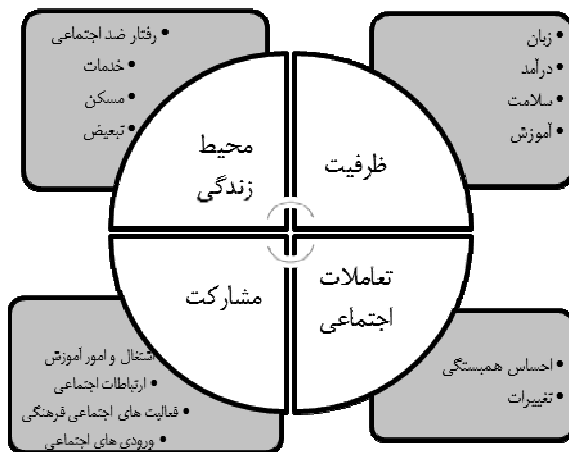 • زبان
• درآمد
• سلامت
• آموزش
• رفتار ضد اجتماعی
• خدمات
• مسکن
• تبعیض
ظرفیت
محیط
زندگی
تعاملات
اجتماعی
مشارکت
• احساس همبستگی
• تغییرات
اشتغال و امور آموزش
• ارتباطات اجتماعی
• فعالیت های اجتماعی فرهنگی
• ورودی های اجتماعی